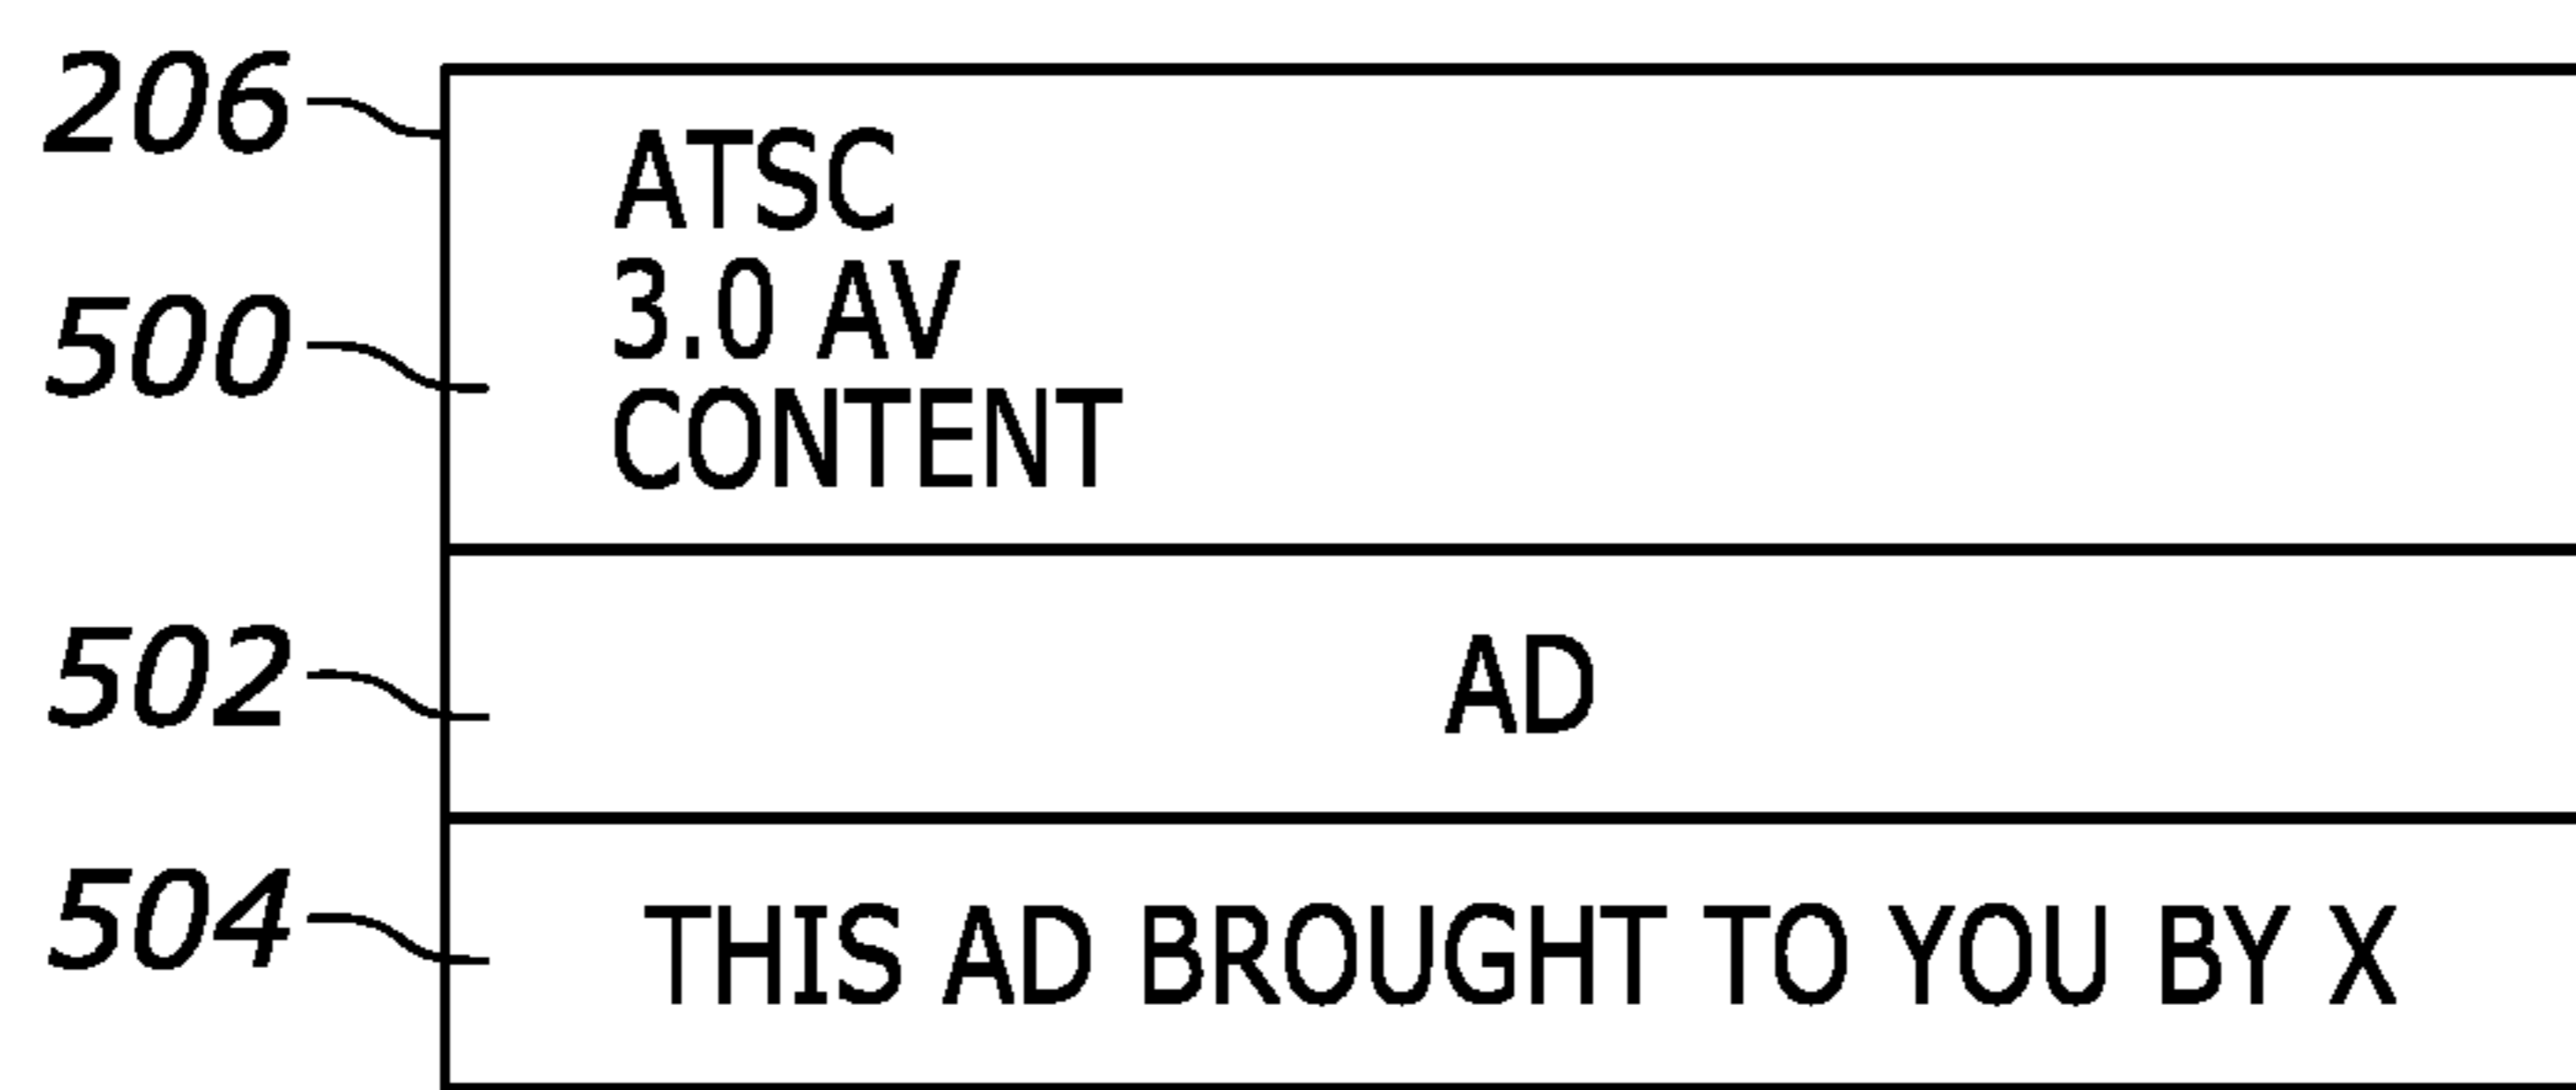 206
ATSC
3.0 AV
500
CONTENT
502
AD
504
THIS AD BROUGHT TO YOU BY X